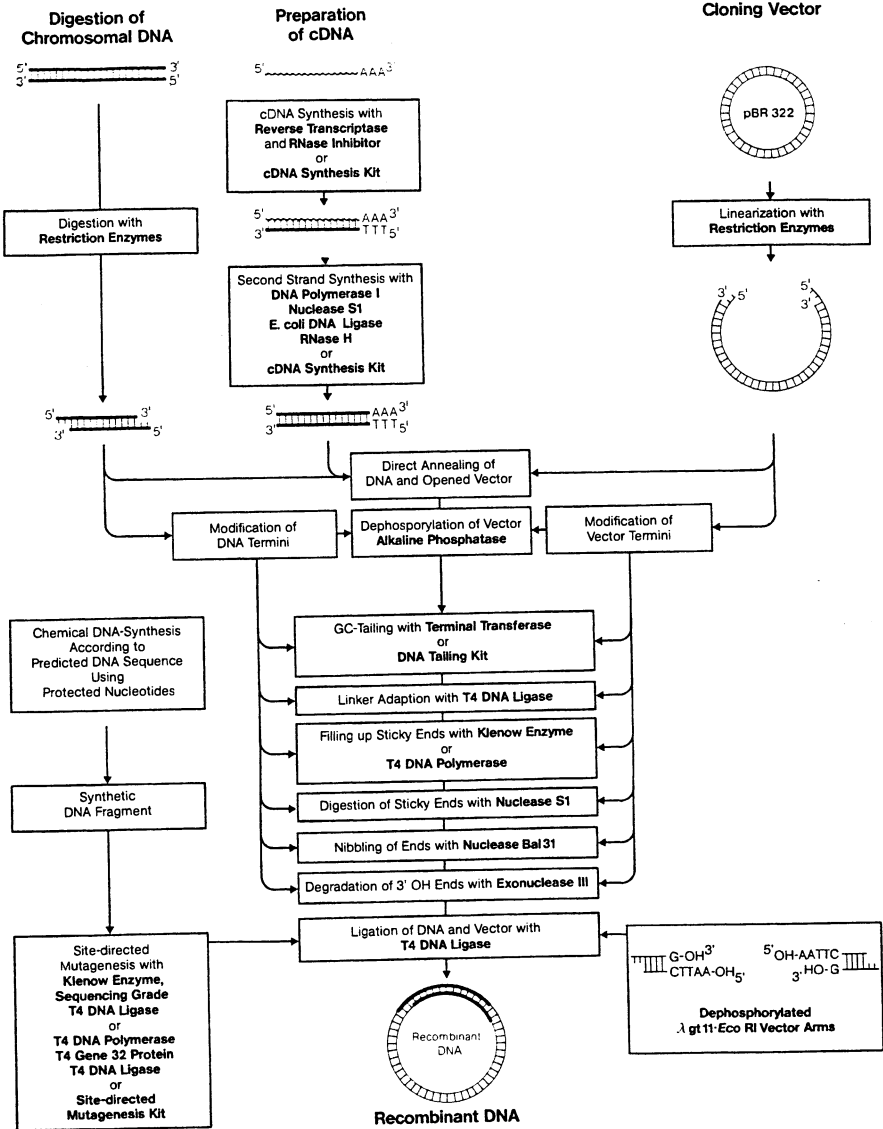 Digestion of
Chromosomal DNA
Preparation
of cDNA
Cloning Vector
5' 3'
3' 5'
5' AAA3'
pBR 322
cDNA Synthesis with
Reverse Transcriptase
and RNase Inhibitor
or
cDNA Synthesis Kit
Digestion with
Restriction Enzymes
5' AAA3'
3' TTT5'
Linearization with
Restriction Enzymes
Second Strand Synthesis with
DNA Polymerase I
Nuclease S1
E. coli DNA Ligase
RNase H
or
cDNA Synthesis Kit
3' 5' 5'
3'
5' 3'
3' 5'
5' AAA3'
3' TTT5'
Direct Annealing of
DNA and Opened Vector
Modification of
DNA Termini
Dephosporylation of Vector
Alkaline Phosphatase
Modification of
Vector Termini
Chemical DNA-Synthesis
According to
Predicted DNA Sequence
Using
Protected Nucleotides
GC-Tailing with Terminal Transferase
or
DNA Tailing Kit
Linker Adaption with T4 DNA Ligase
Filling up Sticky Ends with Klenow Enzyme
or
T4 DNA Polymerase
Synthetic
DNA Fragment
Digestion of Sticky Ends with Nuclease S1
Nibbling of Ends with Nuclease Bal 31
Degradation of 3' OH Ends with Exonuclease III
Ligation of DNA and Vector with
T4 DNA Ligase
Site-directed
Mutagenesis with
Klenow Enzyme,
Sequencing Grade
T4 DNA Ligase
or
T4 DNA Polymerase
T4 Gene 32 Protein
T4 DNA Ligase
or
Site-directed
Mutagenesis Kit
G-OH3' 5'OH-AATTC
CTTAA-OH5' 3'HO-G
Dephosphorylated
λ gt 11-Eco RI Vector Arms
Recombinant
DNA
Recombinant DNA